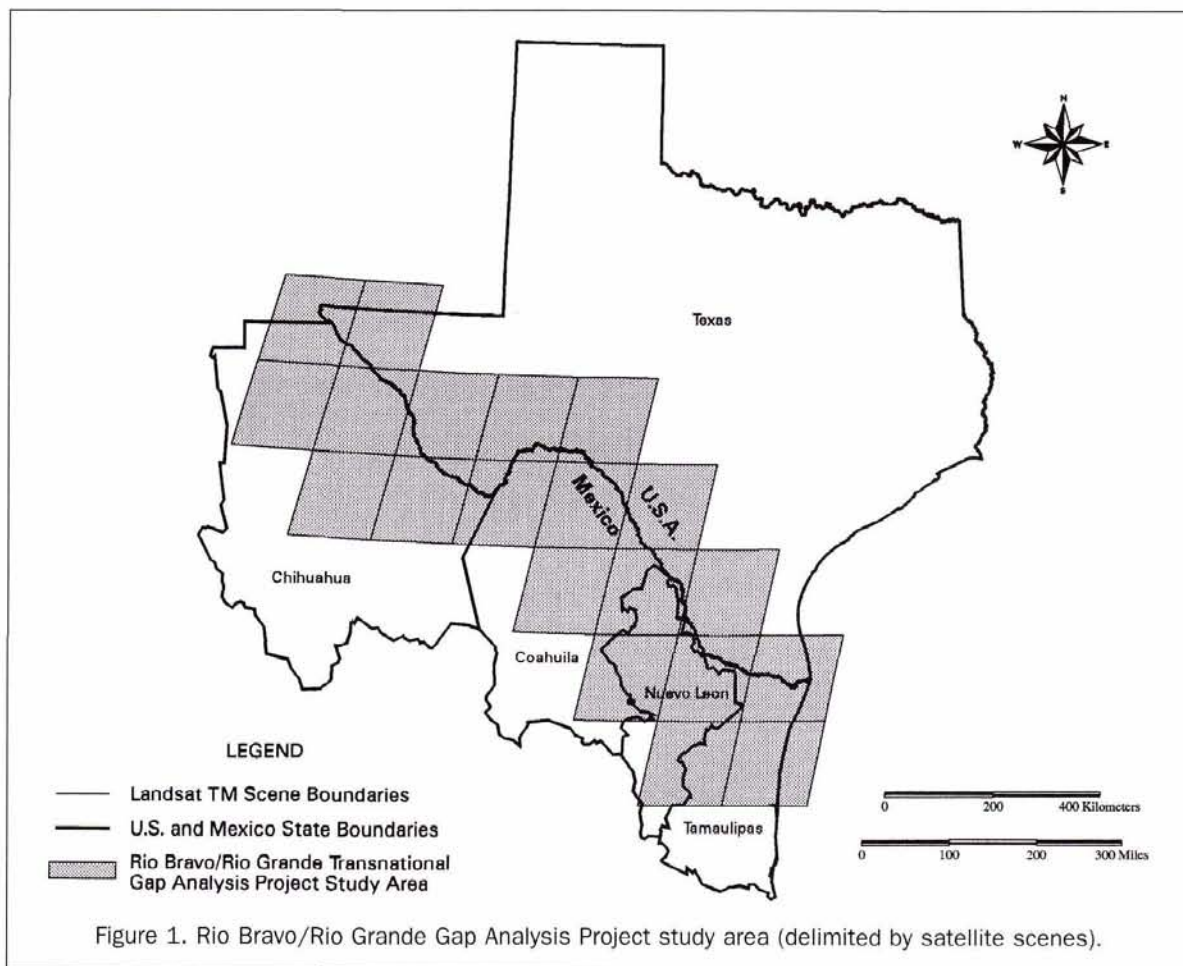 N
W E
S
Texas
Mexico
U.S.A.
Chihuahua
Coahuila
Nuevo Leon
Tamaulipas
LEGEND
Landsat TM Scene Boundaries
U.S. and Mexico State Boundaries
Rio Bravo/Rio Grande Transnational
Gap Analysis Project Study Area
0 200 400 Kilometers
0 100 200 300 Miles
Figure 1. Rio Bravo/Rio Grande Gap Analysis Project study area (delimited by satellite scenes).